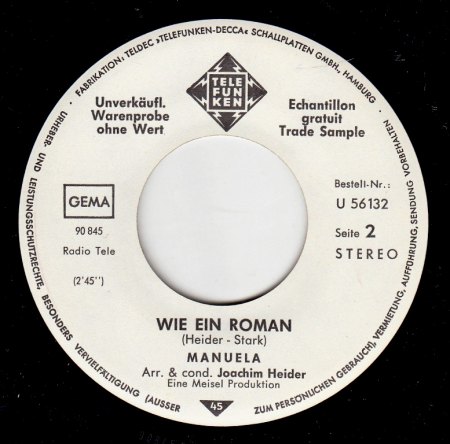 · FABRIKATION: TELDEC »TELEFUNKEN-DECCA« SCHALLPLATTEN GMBH., HAMBURG ·
URHEBER- UND LEISTUNGSSCHUTZRECHTE, BESONDERS VERVIELFÄLTIGUNG (AUSSER ZUM PERSÖNLICHEN GEBRAUCH), VERMIETUNG, AUFFÜHRUNG, SENDUNG VORBEHALTEN
TELE
FUN
KEN
Unverkäufl.
Warenprobe
ohne Wert
Echantillon
gratuit
Trade Sample
GEMA
90 845
Radio Tele
(2'45'')
Bestell-Nr.:
U 56132
Seite 2
STEREO
WIE EIN ROMAN
(Heider - Stark)
MANUELA
Arr. & cond. Joachim Heider
Eine Meisel Produktion
45